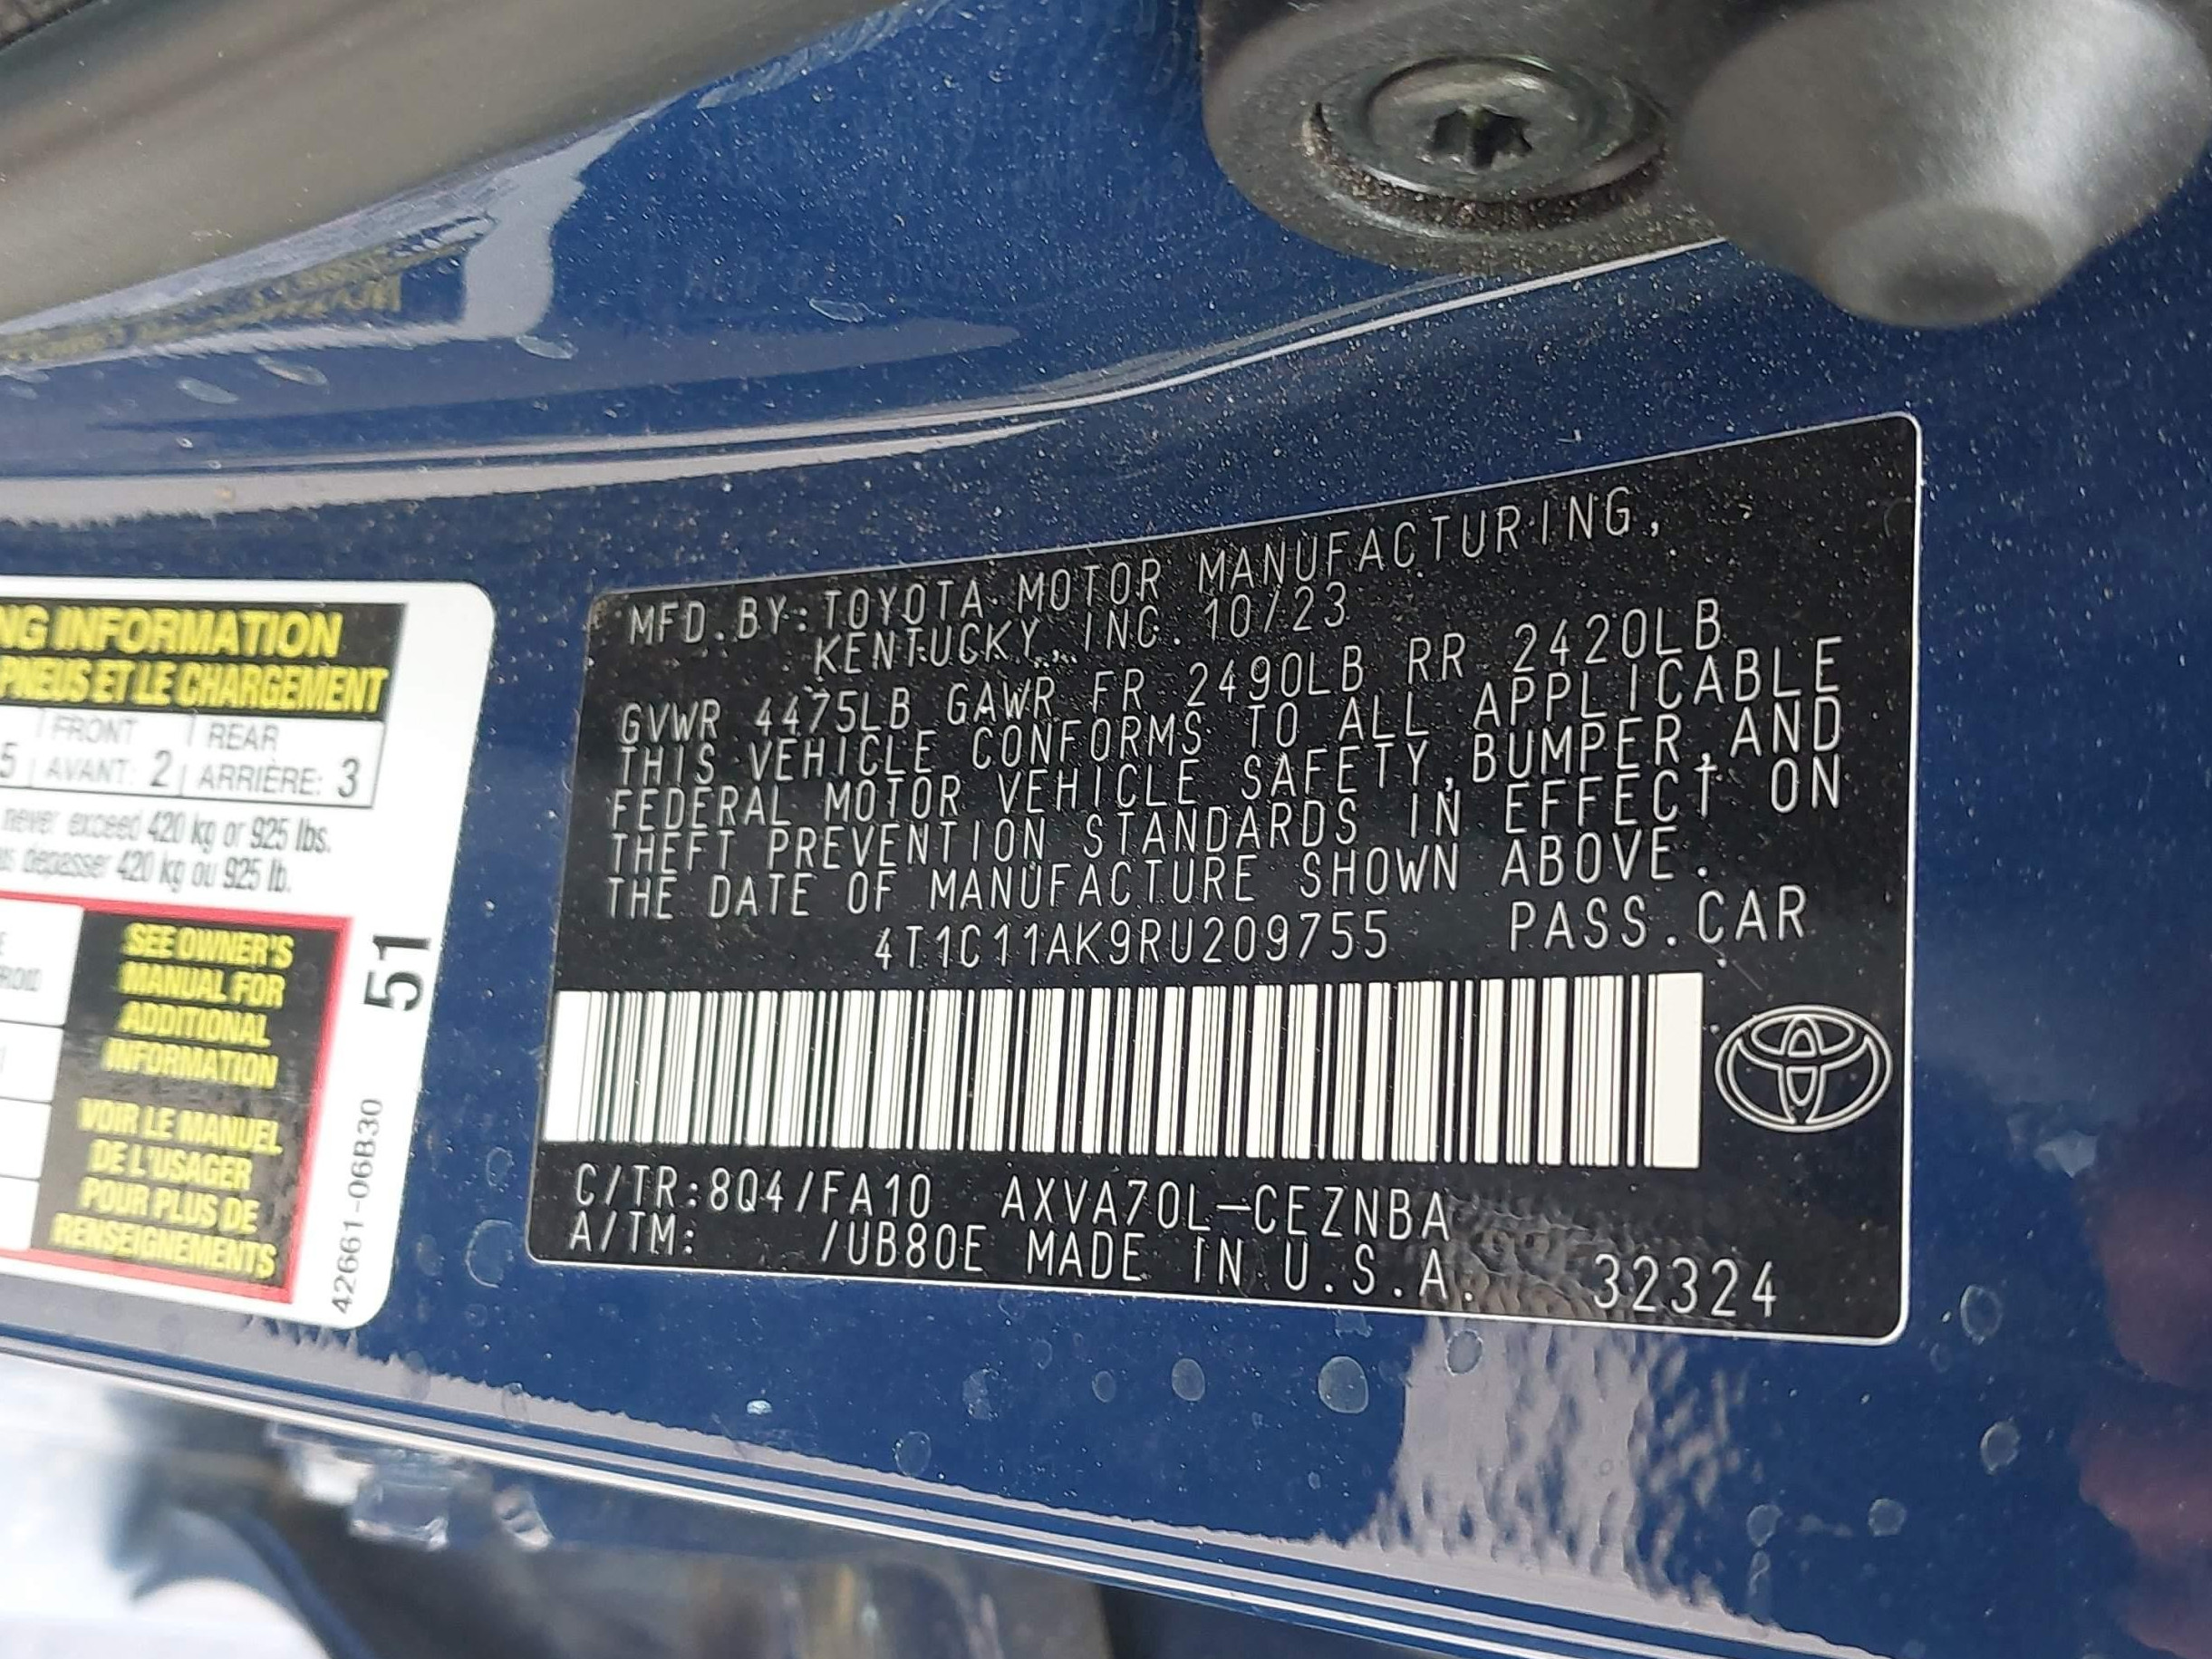 NG INFORMATION
PNEUS ET LE CHARGEMENT
FRONT REAR
5 AVANT: 2 ARRIÈRE: 3
never exceed 420 kg or 925 lbs.
dépasser 420 kg ou 925 lb.
SEE OWNER'S
MANUAL FOR
ADDITIONAL
INFORMATION
VOIR LE MANUEL
DE L'USAGER
POUR PLUS DE
RENSEIGNEMENTS
51
42661-06B30
MFD.BY:TOYOTA MOTOR MANUFACTURING,
KENTUCKY, INC. 10/23
GVWR 4475LB GAWR FR 2490LB RR 2420LB
THIS VEHICLE CONFORMS TO ALL APPLICABLE
FEDERAL MOTOR VEHICLE SAFETY,BUMPER,AND
THEFT PREVENTION STANDARDS IN EFFECT ON
THE DATE OF MANUFACTURE SHOWN ABOVE.
4T1C11AK9RU209755 PASS.CAR
C/TR:8Q4/FA10 AXVA70L-CEZNBA
A/TM: /UB80E MADE IN U.S.A. 32324